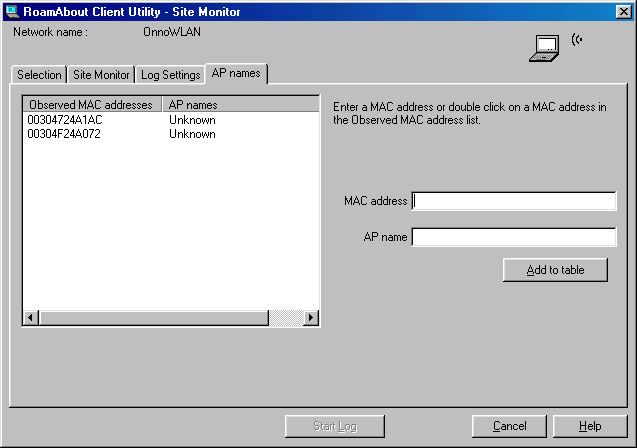 RoamAbout Client Utility - Site Monitor
Network name : OnnoWLAN
Selection Site Monitor Log Settings AP names
Observed MAC addresses AP names
00304724A1AC Unknown
00304F24A072 Unknown
Enter a MAC address or double click on a MAC address in
the Observed MAC address list.
MAC address
AP name
Add to table
Start Log Cancel Help